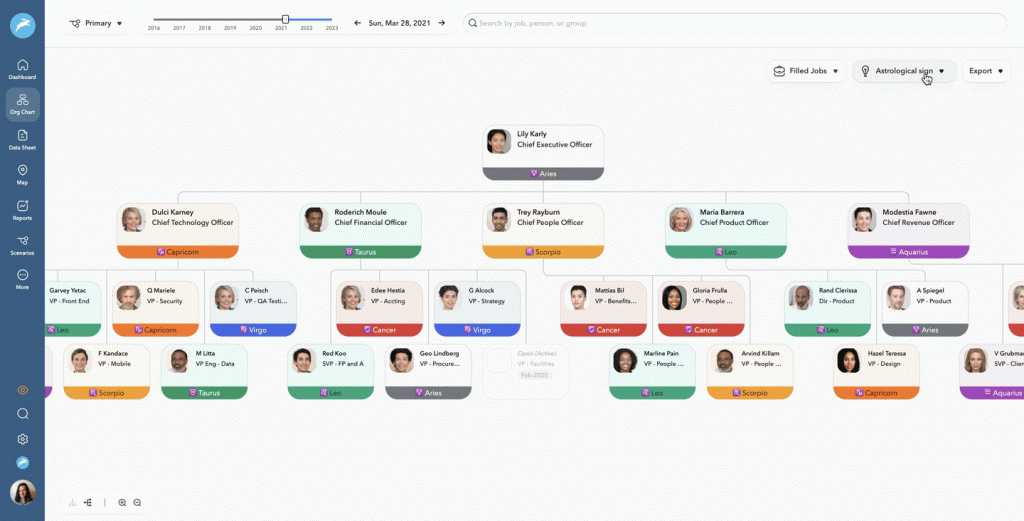 Primary
2016 2017 2018 2019 2020 2021 2022 2023
Sun, Mar 28, 2021
Search by job, person, or group
Dashboard
Org Chart
Data Sheet
Map
Reports
Scenarios
More
Filled Jobs
Astrological sign
Export
Lily Karly
Chief Executive Officer
Aries
Dulci Karney
Chief Technology Officer
Capricorn
Roderich Moule
Chief Financial Officer
Taurus
Trey Rayburn
Chief People Officer
Scorpio
Maria Barrera
Chief Product Officer
Leo
Modestia Fawne
Chief Revenue Officer
Aquarius
Garvey Yetac
VP - Front End
Leo
Q Mariele
VP - Security
Capricorn
C Peisch
VP - QA Testi...
Virgo
Edee Hestia
VP - Accting
Cancer
G Alcock
VP - Strategy
Virgo
Mattias Bil
VP - Benefits...
Cancer
Gloria Frulla
VP - People ...
Cancer
Rand Clerissa
Dir - Product
Leo
A Spiegel
VP - Product
Aries
F Kandace
VP - Mobile
Scorpio
M Litta
VP Eng - Data
Taurus
Red Koo
SVP - FP and A
Leo
Geo Lindberg
VP - Procure...
Aries
Open (Active)
VP - Facilities
Feb 2020
Marline Pain
VP - People ...
Leo
Arvind Killam
VP - People ...
Scorpio
Hazel Teressa
VP - Design
Capricorn
V Grubma
SVP - Clier
Aquarius